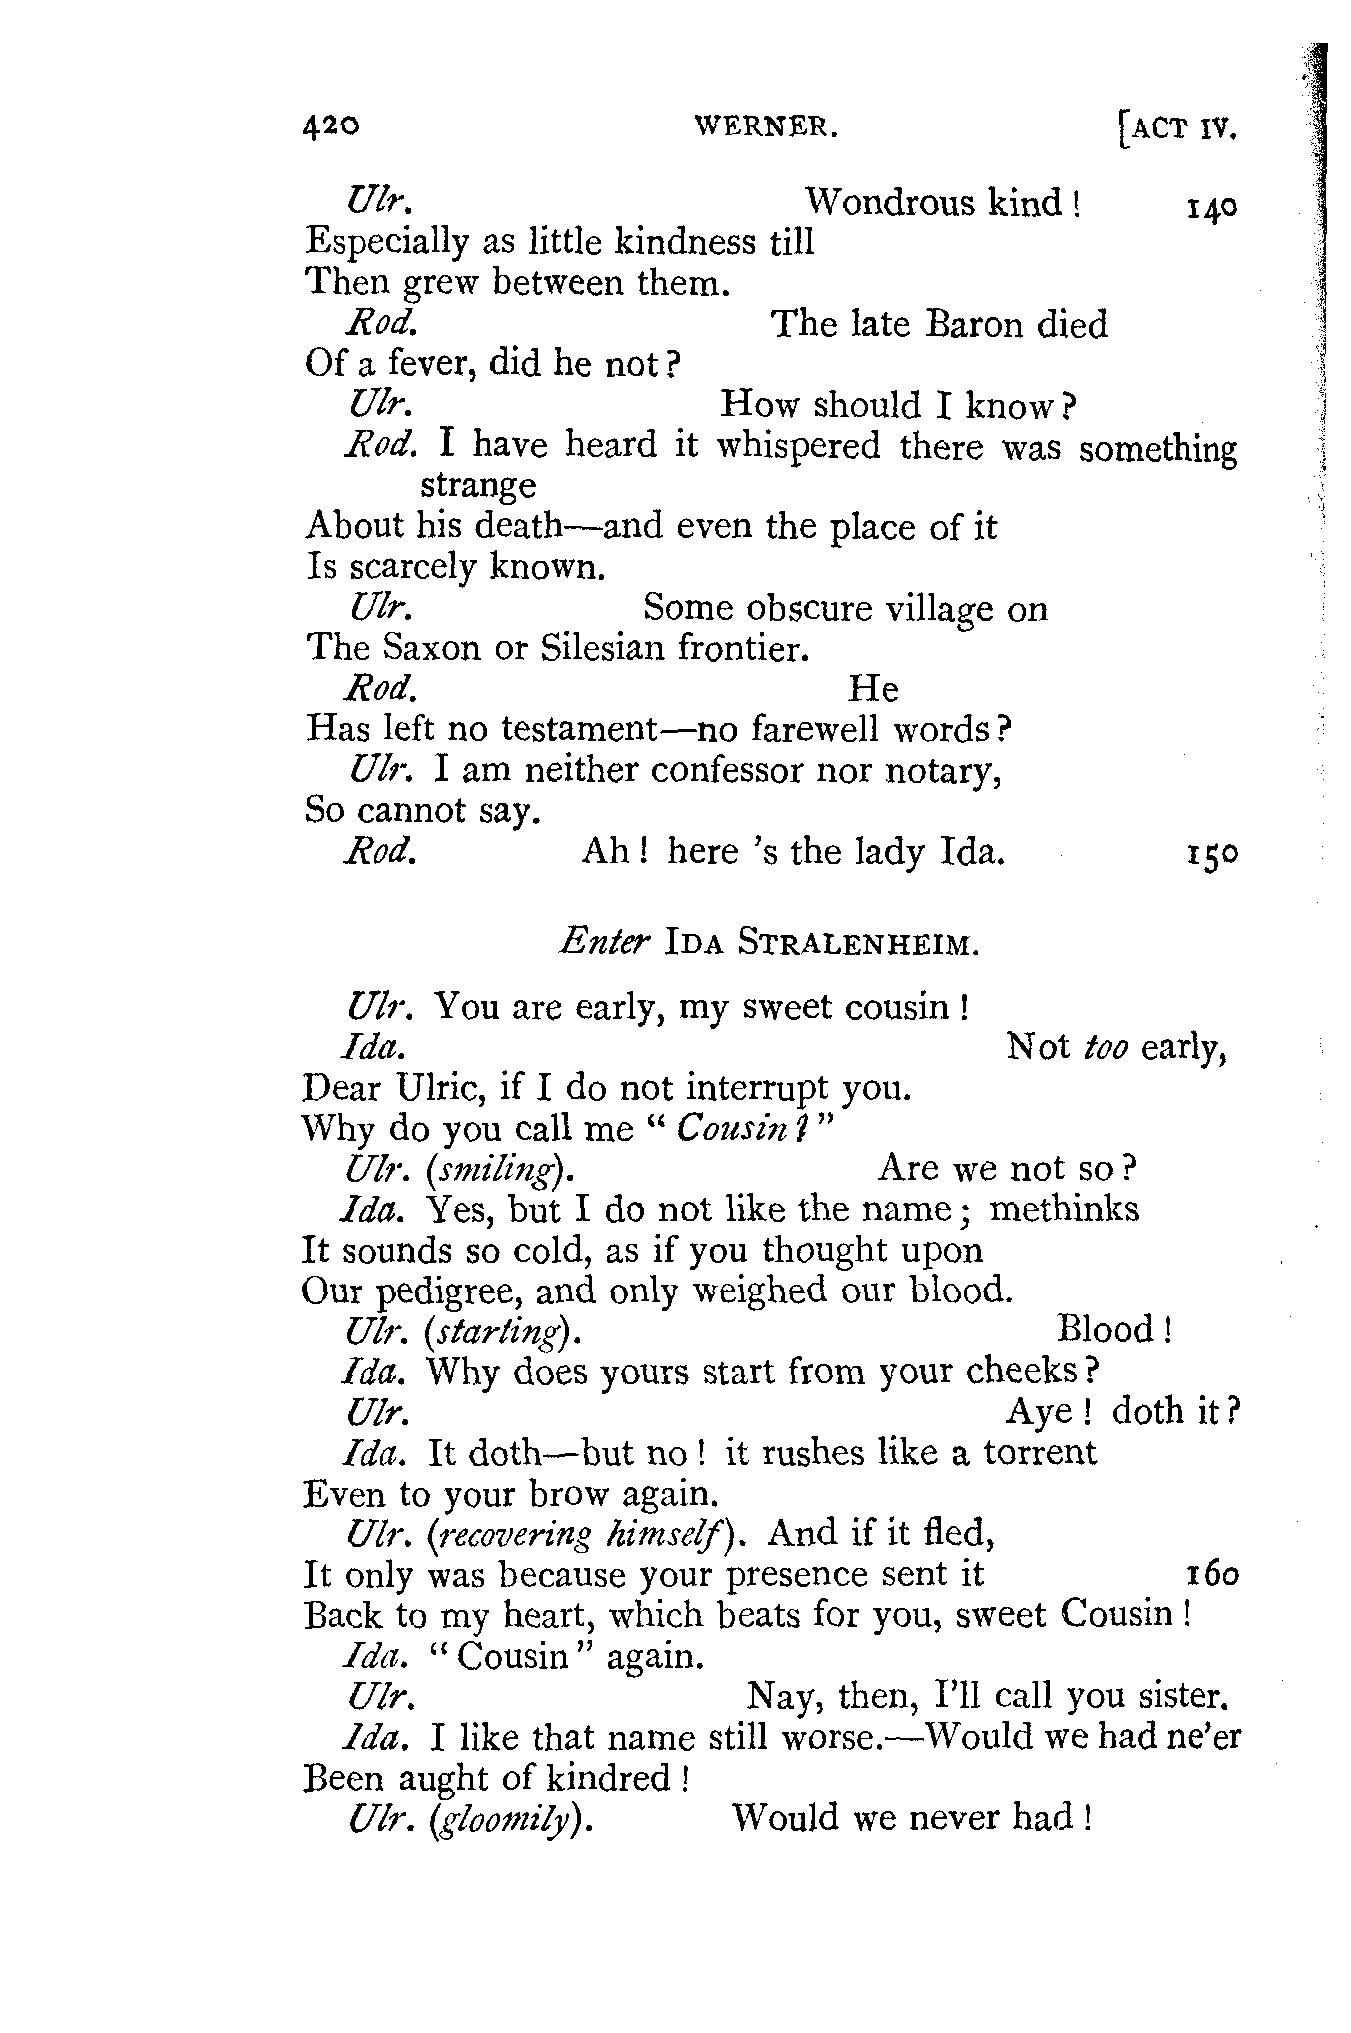 420 WERNER. [ACT IV.
Ulr. Wondrous kind! 140
Especially as little kindness till
Then grew between them.
Rod. The late Baron died
Of a fever, did he not?
Ulr. How should I know?
Rod. I have heard it whispered there was something
strange
About his death—and even the place of it
Is scarcely known.
Ulr. Some obscure village on
The Saxon or Silesian frontier.
Rod. He
Has left no testament—no farewell words?
Ulr. I am neither confessor nor notary,
So cannot say.
Rod. Ah! here 's the lady Ida. 150
Enter IDA STRALENHEIM.
Ulr. You are early, my sweet cousin!
Ida. Not too early,
Dear Ulric, if I do not interrupt you.
Why do you call me "Cousin?"
Ulr. (smiling). Are we not so?
Ida. Yes, but I do not like the name; methinks
It sounds so cold, as if you thought upon
Our pedigree, and only weighed our blood.
Ulr. (starting). Blood!
Ida. Why does yours start from your cheeks?
Ulr. Aye! doth it?
Ida. It doth—but no! it rushes like a torrent
Even to your brow again.
Ulr. (recovering himself). And if it fled,
It only was because your presence sent it 160
Back to my heart, which beats for you, sweet Cousin!
Ida. "Cousin" again.
Ulr. Nay, then, I'll call you sister.
Ida. I like that name still worse.—Would we had ne'er
Been aught of kindred!
Ulr. (gloomily). Would we never had!